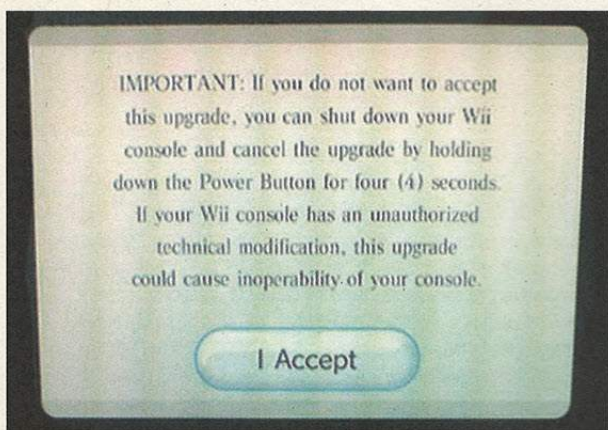 IMPORTANT: If you do not want to accept
this upgrade, you can shut down your Wii
console and cancel the upgrade by holding
down the Power Button for four (4) seconds.
If your Wii console has an unauthorized
technical modification, this upgrade
could cause inoperability of your console.
I Accept